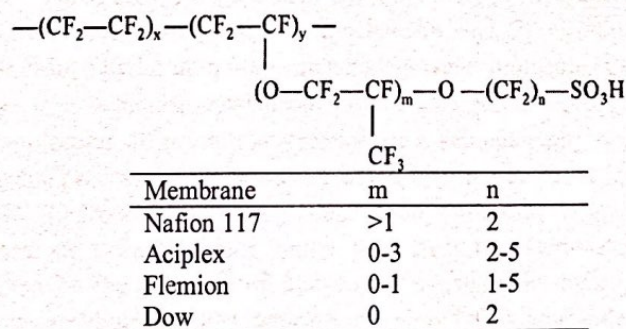 —(CF₂—CF₂)ₓ—(CF₂—CF)ᵧ—
(O—CF₂—CF)ₘ—O—(CF₂)ₙ—SO₃H
CF₃
Membrane m n
Nafion 117 >1 2
Aciplex 0-3 2-5
Flemion 0-1 1-5
Dow 0 2